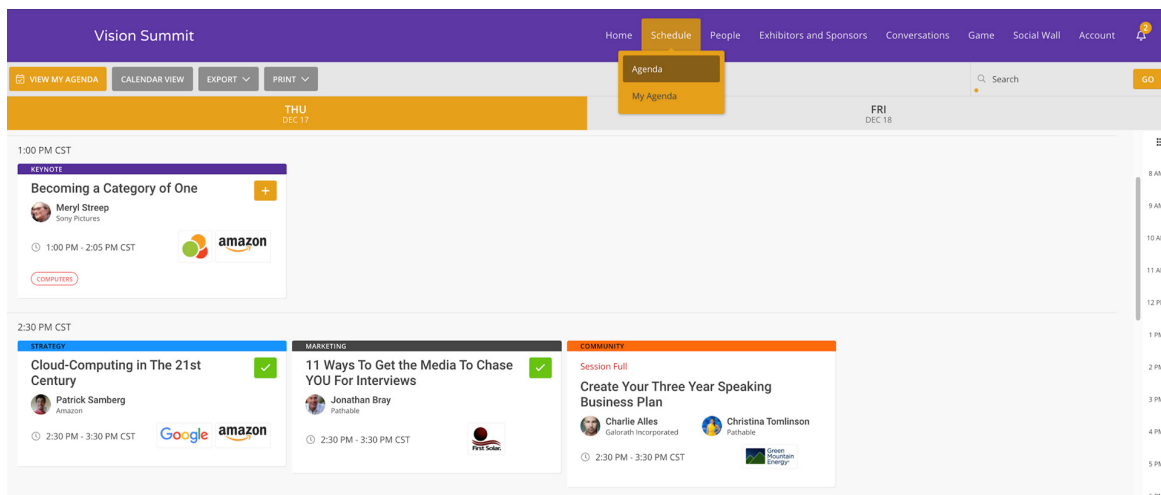 Vision Summit
Home Schedule People Exhibitors and Sponsors Conversations Game Social Wall Account 2
Agenda
My Agenda
VIEW MY AGENDA CALENDAR VIEW EXPORT PRINT
Search
GO
THU
DEC 17
FRI
DEC 18
1:00 PM CST
KEYNOTE
Becoming a Category of One
Meryl Streep
Sony Pictures
1:00 PM - 2:05 PM CST
amazon
COMPUTERS
2:30 PM CST
STRATEGY
Cloud-Computing in The 21st
Century
Patrick Samberg
Amazon
2:30 PM - 3:30 PM CST
Google amazon
MARKETING
11 Ways To Get the Media To Chase
YOU For Interviews
Jonathan Bray
Pathable
2:30 PM - 3:30 PM CST
First Solar.
COMMUNITY
Session Full
Create Your Three Year Speaking
Business Plan
Charlie Alles
Galorath Incorporated
Christina Tomlinson
Pathable
2:30 PM - 3:30 PM CST
Green
Mountain
Energy
8 AM
9 AM
10 AM
11 AM
12 PM
1 PM
2 PM
3 PM
4 PM
5 PM